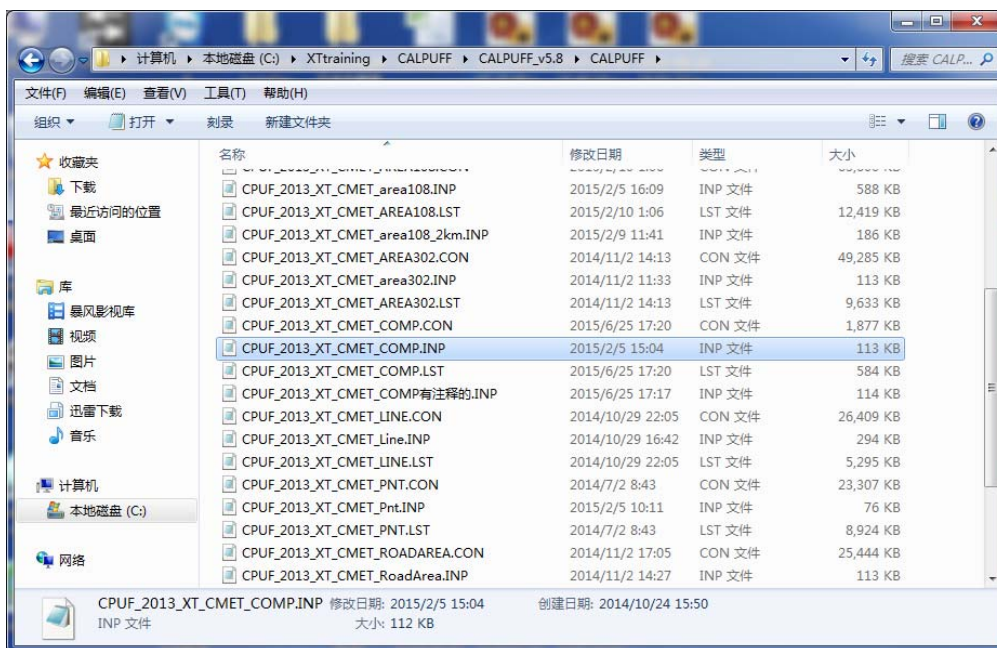 计算机 ▸ 本地磁盘 (C:) ▸ XTtraining ▸ CALPUFF ▸ CALPUFF_v5.8 ▸ CALPUFF ▸ 搜索 CALP...
文件(F) 编辑(E) 查看(V) 工具(T) 帮助(H)
组织 打开 刻录 新建文件夹
收藏夹
下载
最近访问的位置
桌面
库
暴风影视库
视频
图片
文档
迅雷下载
音乐
计算机
本地磁盘 (C:)
网络
名称 修改日期 类型 大小
CPUF_2013_XT_CMET_area108.INP 2015/2/5 16:09 INP 文件 588 KB
CPUF_2013_XT_CMET_AREA108.LST 2015/2/10 1:06 LST 文件 12,419 KB
CPUF_2013_XT_CMET_area108_2km.INP 2015/2/9 11:41 INP 文件 186 KB
CPUF_2013_XT_CMET_AREA302.CON 2014/11/2 14:13 CON 文件 49,285 KB
CPUF_2013_XT_CMET_area302.INP 2014/11/2 11:33 INP 文件 113 KB
CPUF_2013_XT_CMET_AREA302.LST 2014/11/2 14:13 LST 文件 9,633 KB
CPUF_2013_XT_CMET_COMP.CON 2015/6/25 17:20 CON 文件 1,877 KB
CPUF_2013_XT_CMET_COMP.INP 2015/2/5 15:04 INP 文件 113 KB
CPUF_2013_XT_CMET_COMP.LST 2015/6/25 17:20 LST 文件 584 KB
CPUF_2013_XT_CMET_COMP有注释的.INP 2015/6/25 17:17 INP 文件 114 KB
CPUF_2013_XT_CMET_LINE.CON 2014/10/29 22:05 CON 文件 26,409 KB
CPUF_2013_XT_CMET_Line.INP 2014/10/29 16:42 INP 文件 294 KB
CPUF_2013_XT_CMET_LINE.LST 2014/10/29 22:05 LST 文件 5,295 KB
CPUF_2013_XT_CMET_PNT.CON 2014/7/2 8:43 CON 文件 23,307 KB
CPUF_2013_XT_CMET_Pnt.INP 2015/2/5 10:11 INP 文件 76 KB
CPUF_2013_XT_CMET_PNT.LST 2014/7/2 8:43 LST 文件 8,924 KB
CPUF_2013_XT_CMET_ROADAREA.CON 2014/11/2 17:05 CON 文件 25,444 KB
CPUF_2013_XT_CMET_RoadArea.INP 2014/11/2 14:27 INP 文件 113 KB
CPUF_2013_XT_CMET_COMP.INP 修改日期: 2015/2/5 15:04 创建日期: 2014/10/24 15:50
INP 文件 大小: 112 KB